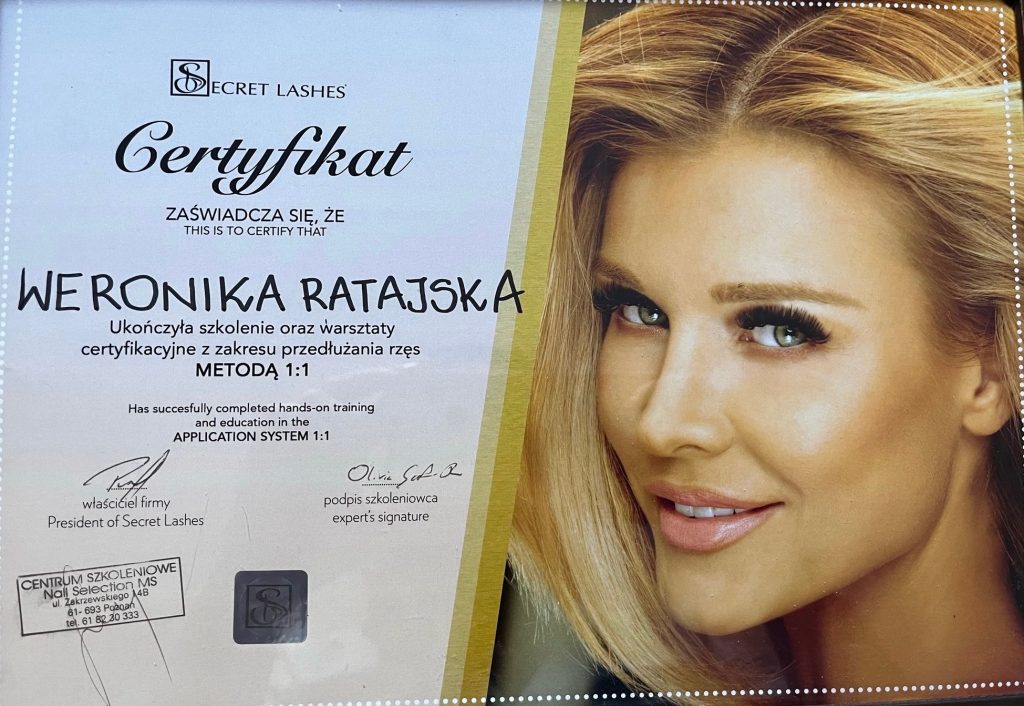 SECRET LASHES
Certyfikat
ZAŚWIADCZA SIĘ, ŻE
THIS IS TO CERTIFY THAT
WERONIKA RATAJSKA
Ukończyła szkolenie oraz warsztaty
certyfikacyjne z zakresu przedłużania rzęs
METODĄ 1:1
Has succesfully completed hands-on training
and education in the
APPLICATION SYSTEM 1:1
Olivia
właściciel firmy
President of Secret Lashes
podpis szkoleniowca
expert's signature
CENTRUM SZKOLENIOWE
Nail Selection MS
ul. Zakrzewskiego 14B
61-693 Poznań
tel. 61 82 20 333
S